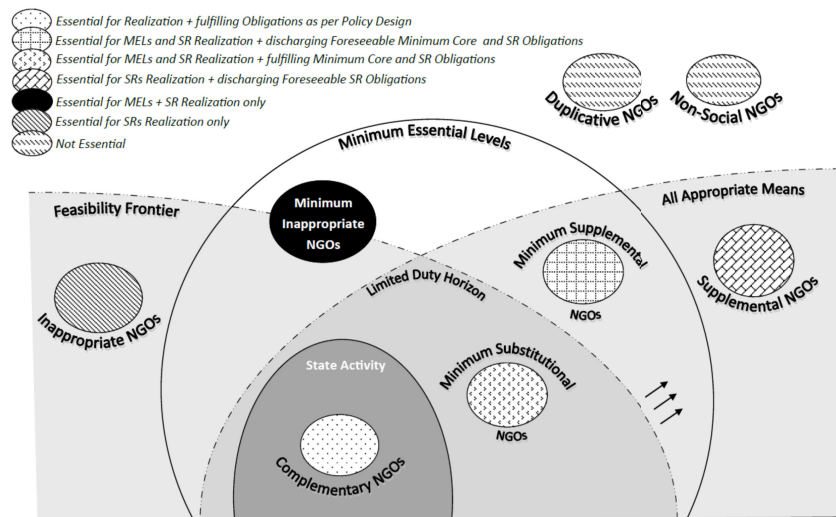 Essential for Realization + fulfilling Obligations as per Policy Design
Essential for MELs and SR Realization + discharging Foreseeable Minimum Core and SR Obligations
Essential for MELs and SR Realization + fulfilling Minimum Core and SR Obligations
Essential for SRs Realization + discharging Foreseeable SR Obligations
Essential for MELs + SR Realization only
Essential for SRs Realization only
Not Essential
Duplicative NGOs
Non-Social NGOs
Minimum Essential Levels
Feasibility Frontier
Minimum
Inappropriate
NGOs
All Appropriate Means
Inappropriate NGOs
Limited Duty Horizon
Minimum Supplemental
NGOs
Supplemental NGOs
State Activity
Complementary NGOs
Minimum Substitutional
NGOs